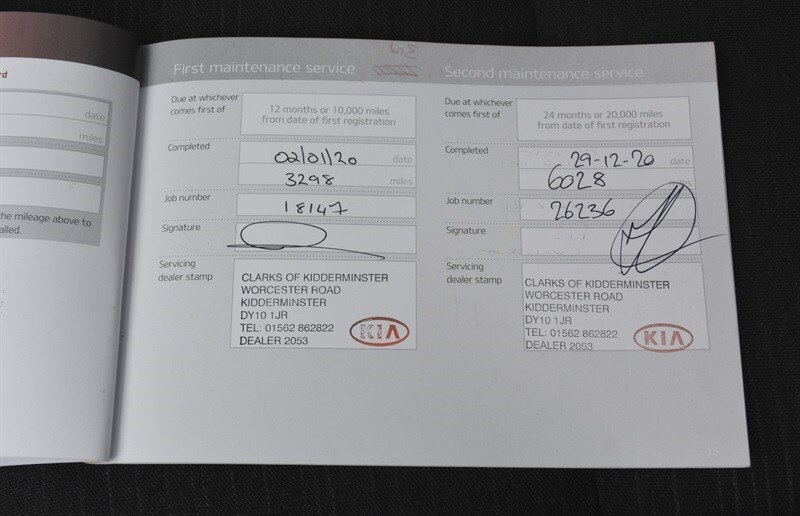 rd
date
miles
the mileage above to
alled.
First maintenance service
Due at whichever
comes first of
12 months or 10,000 miles
from date of first registration
Completed
02/01/20 date
3298 miles
Job number
18147
Signature
Servicing
dealer stamp
CLARKS OF KIDDERMINSTER
WORCESTER ROAD
KIDDERMINSTER
DY10 1JR
TEL: 01562 862822
DEALER 2053
KIA
Second maintenance service
Due at whichever
comes first of
24 months or 20,000 miles
from date of first registration
Completed
29-12-20 date
6028 miles
Job number
26236
Signature
Servicing
dealer stamp
CLARKS OF KIDDERMINSTER
WORCESTER ROAD
KIDDERMINSTER
DY10 1JR
TEL: 01562 862822
DEALER 2053
KIA
15